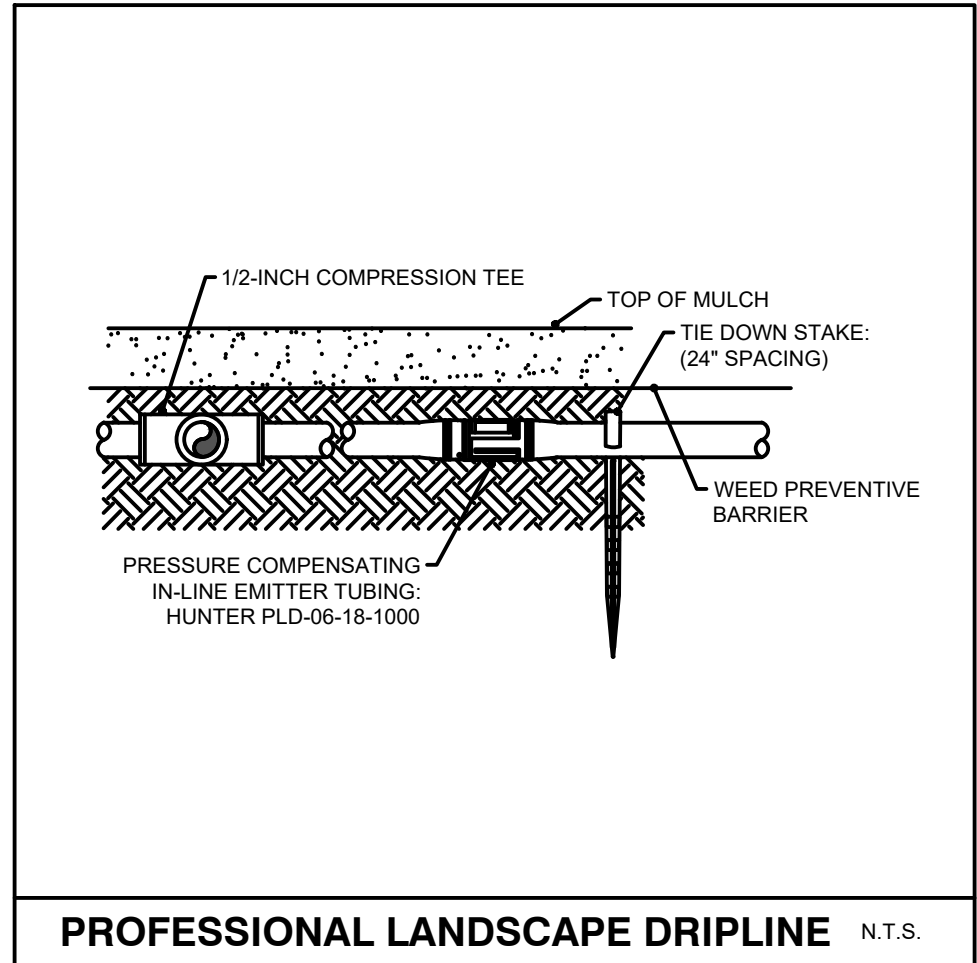 1/2-INCH COMPRESSION TEE
TOP OF MULCH
TIE DOWN STAKE:
(24" SPACING)
WEED PREVENTIVE
BARRIER
PRESSURE COMPENSATING
IN-LINE EMITTER TUBING:
HUNTER PLD-06-18-1000
PROFESSIONAL LANDSCAPE DRIPLINE N.T.S.